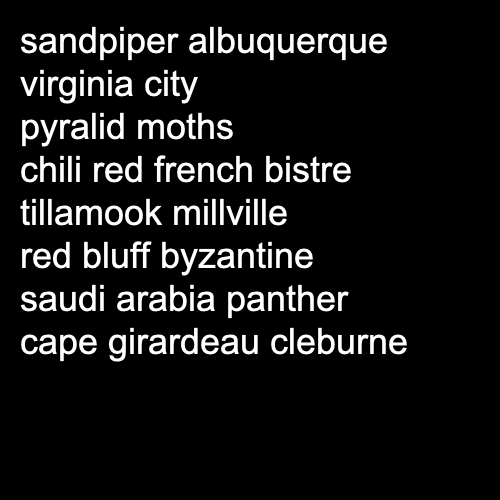 sandpiper albuquerque
virginia city
pyralid moths
chili red french bistre
tillamook millville
red bluff byzantine
saudi arabia panther
cape girardeau cleburne